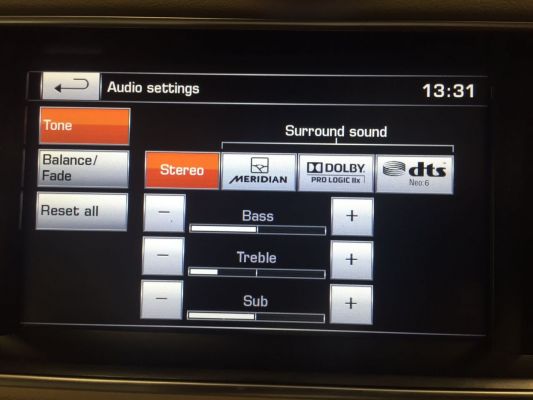 Audio settings
13:31
Tone
Surround sound
Balance/
Fade
Stereo
MERIDIAN
DOLBY
PRO LOGIC IIx
dts
Neo:6
Reset all
− Bass +
− Treble +
− Sub +